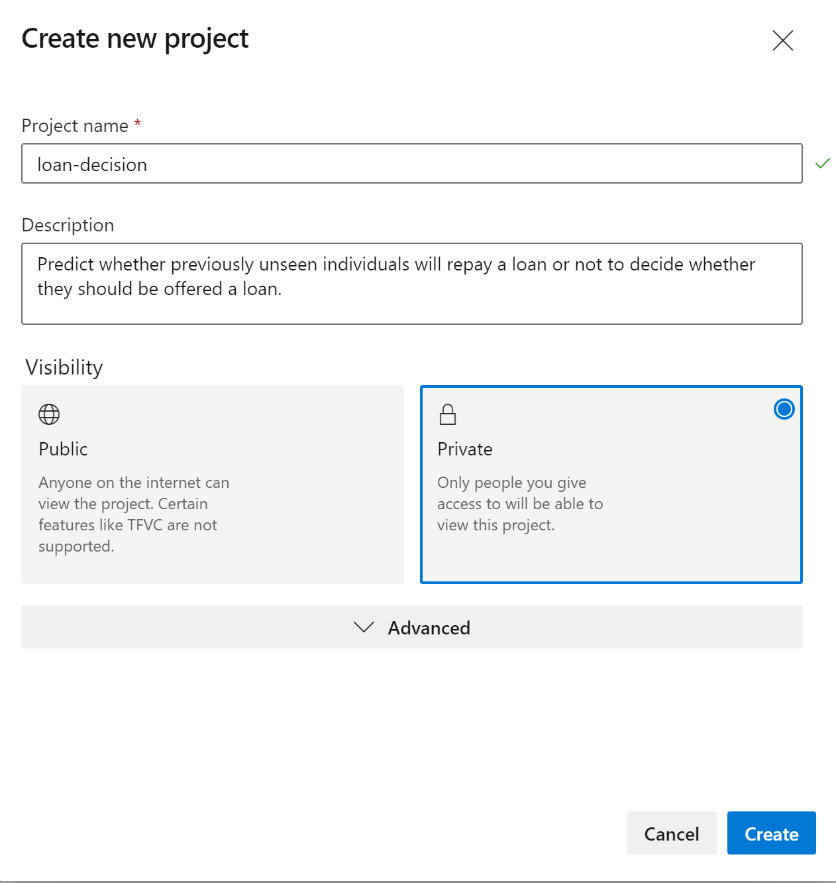 Create new project
Project name *
loan-decision
Description
Predict whether previously unseen individuals will repay a loan or not to decide whether
they should be offered a loan.
Visibility
Public
Anyone on the internet can
view the project. Certain
features like TFVC are not
supported.
Private
Only people you give
access to will be able to
view this project.
Advanced
Cancel
Create